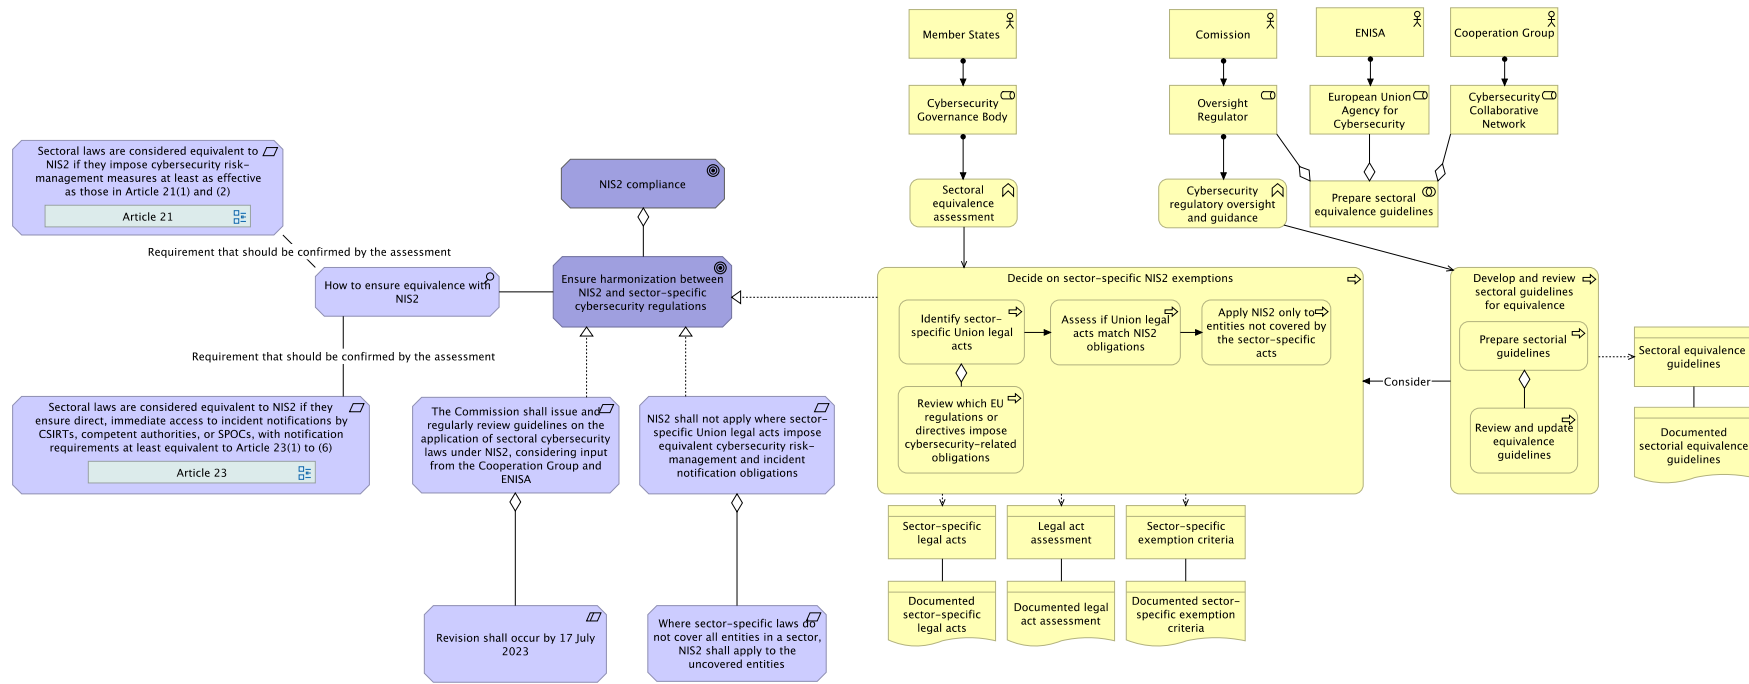 Member States
Comission
ENISA
Cooperation Group
Cybersecurity
Governance Body
Oversight
Regulator
European Union
Agency for
Cybersecurity
Cybersecurity
Collaborative
Network
Sectoral laws are considered equivalent to
NIS2 if they impose cybersecurity risk-
management measures at least as effective
as those in Article 21(1) and (2)
Article 21
NIS2 compliance
Sectoral
equivalence
assessment
Cybersecurity
regulatory oversight
and guidance
Prepare sectoral
equivalence guidelines
Requirement that should be confirmed by the assessment
How to ensure equivalence with
NIS2
Ensure harmonization between
NIS2 and sector-specific
cybersecurity regulations
Decide on sector-specific NIS2 exemptions
Identify sector-
specific Union legal
acts
Assess if Union legal
acts match NIS2
obligations
Apply NIS2 only to
entities not covered by
the sector-specific
acts
Review which EU
regulations or
directives impose
cybersecurity-related
obligations
Consider
Develop and review
sectoral guidelines
for equivalence
Prepare sectorial
guidelines
Review and update
equivalence
guidelines
Sectoral equivalence
guidelines
Documented
sectorial equivalence
guidelines
Requirement that should be confirmed by the assessment
Sectoral laws are considered equivalent to NIS2 if they
ensure direct, immediate access to incident notifications by
CSIRTs, competent authorities, or SPOCs, with notification
requirements at least equivalent to Article 23(1) to (6)
Article 23
The Commission shall issue and
regularly review guidelines on the
application of sectoral cybersecurity
laws under NIS2, considering input
from the Cooperation Group and
ENISA
NIS2 shall not apply where sector-
specific Union legal acts impose
equivalent cybersecurity risk-
management and incident
notification obligations
Sector-specific
legal acts
Legal act
assessment
Sector-specific
exemption criteria
Documented
sector-specific
legal acts
Documented legal
act assessment
Documented sector-
specific exemption
criteria
Revision shall occur by 17 July
2023
Where sector-specific laws do
not cover all entities in a sector,
NIS2 shall apply to the
uncovered entities